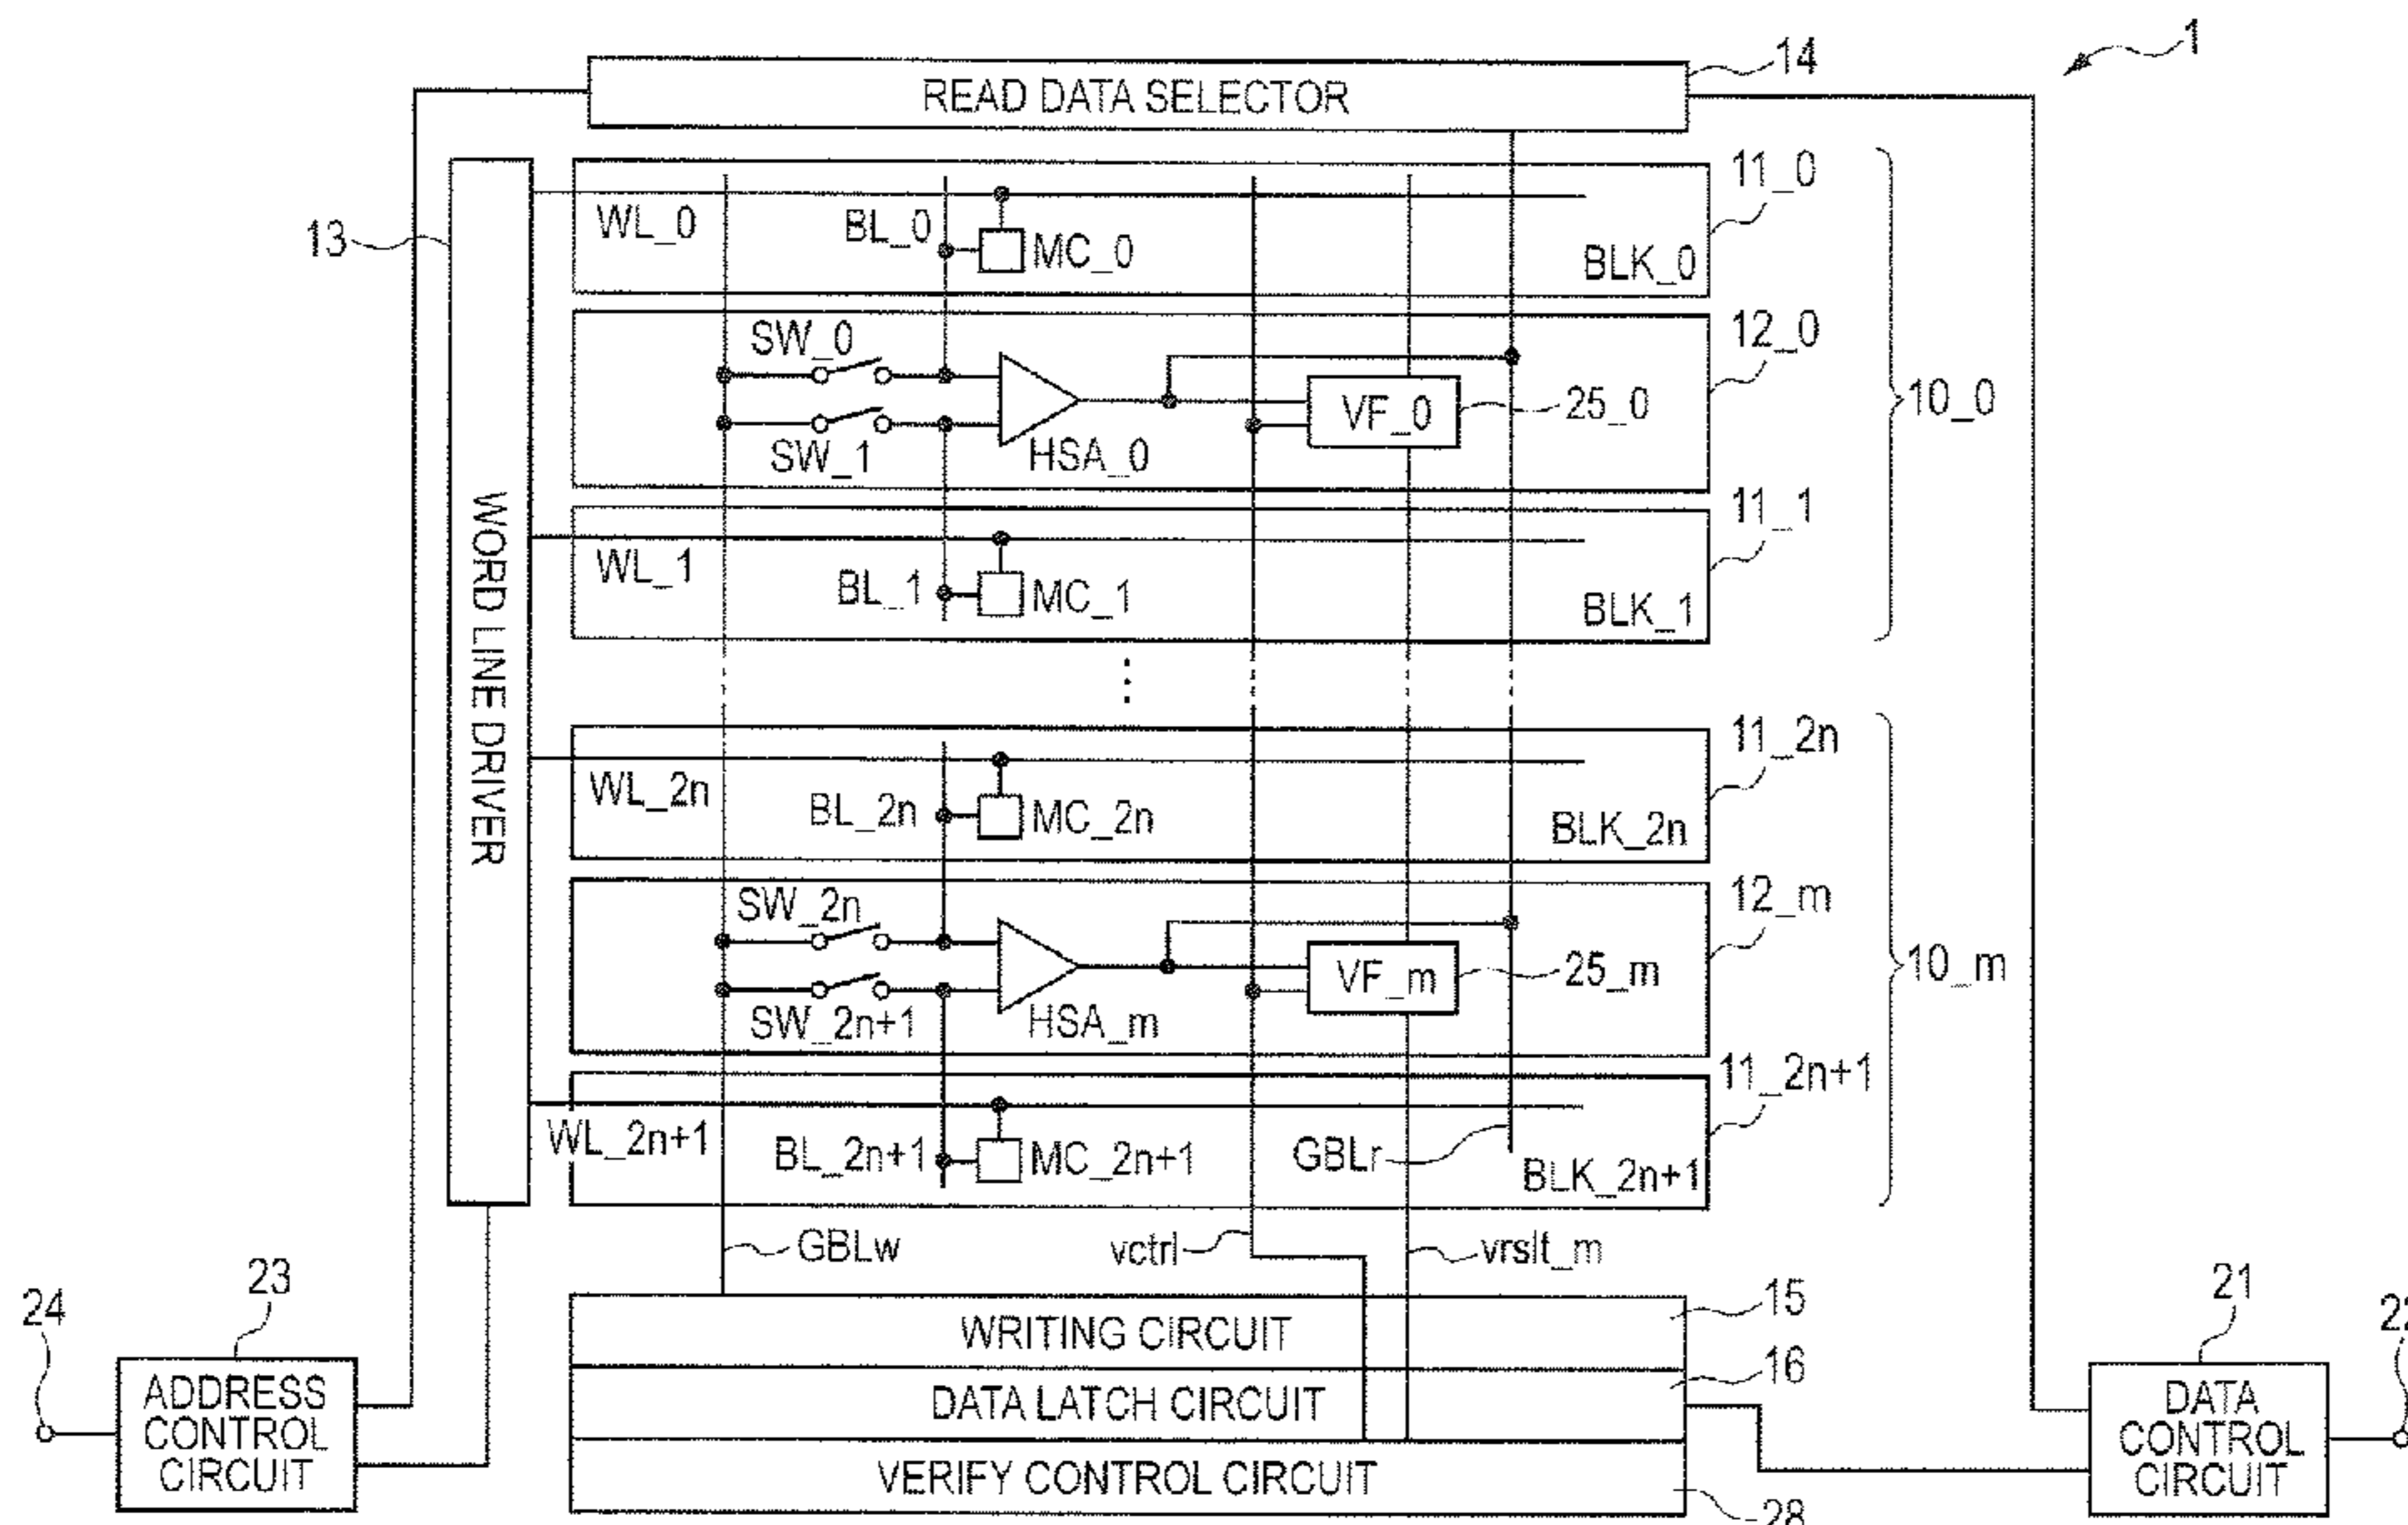 1
14
READ DATA SELECTOR
11_0
WL_0
BL_0
MC_0
BLK_0
13
12_0
SW_0
VF_0
25_0
10_0
SW_1
HSA_0
11_1
WL_1
BL_1
MC_1
BLK_1
WORD LINE DRIVER
11_2n
WL_2n
BL_2n
MC_2n
BLK_2n
12_m
SW_2n
VF_m
25_m
10_m
SW_2n+1
HSA_m
11_2n+1
WL_2n+1
BL_2n+1
MC_2n+1
GBLr
BLK_2n+1
GBLw
vctrl
vrslt_m
23
24
15
21
22
WRITING CIRCUIT
16
ADDRESS
CONTROL
CIRCUIT
DATA LATCH CIRCUIT
DATA
CONTROL
CIRCUIT
VERIFY CONTROL CIRCUIT
28